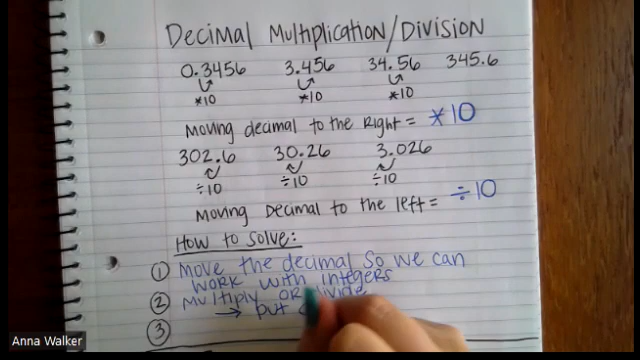 Decimal Multiplication/Division
0.3456 3.456 34.56 345.6
*10 *10 *10
Moving decimal to the Right = *10
302.6 30.26 3.026
÷10 ÷10 ÷10
Moving Decimal to the left = ÷10
How to solve:
① Move the decimal so we can
work with integers
② Multiply or divide
→ put
③
Anna Walker